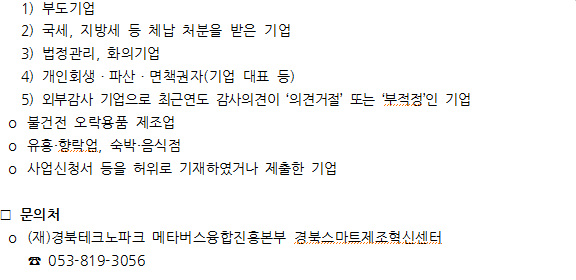 1) 부도기업
2) 국세, 지방세 등 체납 처분을 받은 기업
3) 법정관리, 화의기업
4) 개인회생·파산·면책권자(기업 대표 등)
5) 외부감사 기업으로 최근연도 감사의견이 ‘의견거절’ 또는 ‘부적정’인 기업
o 불건전 오락용품 제조업
o 유흥·향락업, 숙박·음식점
o 사업신청서 등을 허위로 기재하였거나 제출한 기업
□ 문의처
o (재)경북테크노파크 메타버스융합진흥본부 경북스마트제조혁신센터
☎ 053-819-3056